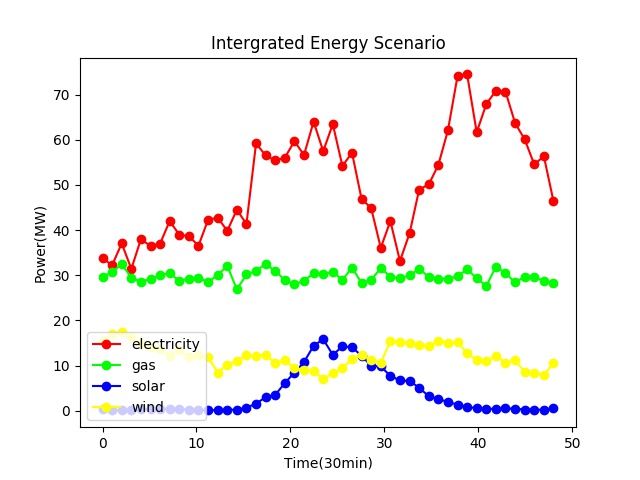 Intergrated Energy Scenario
Power(MW)
70
60
50
40
30
20
10
0
electricity
gas
solar
wind
0 10 20 30 40 50
Time(30min)